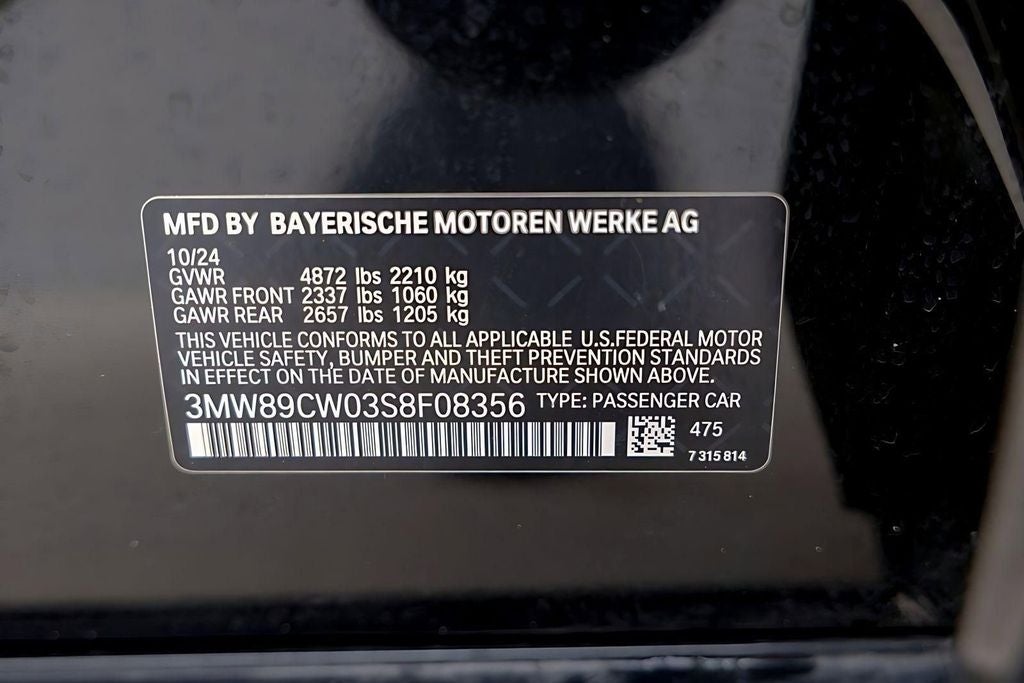 MFD BY BAYERISCHE MOTOREN WERKE AG
10/24
GVWR 4872 lbs 2210 kg
GAWR FRONT 2337 lbs 1060 kg
GAWR REAR 2657 lbs 1205 kg
THIS VEHICLE CONFORMS TO ALL APPLICABLE U.S.FEDERAL MOTOR
VEHICLE SAFETY, BUMPER AND THEFT PREVENTION STANDARDS
IN EFFECT ON THE DATE OF MANUFACTURE SHOWN ABOVE.
3MW89CW03S8F08356 TYPE: PASSENGER CAR
475
7 315 814